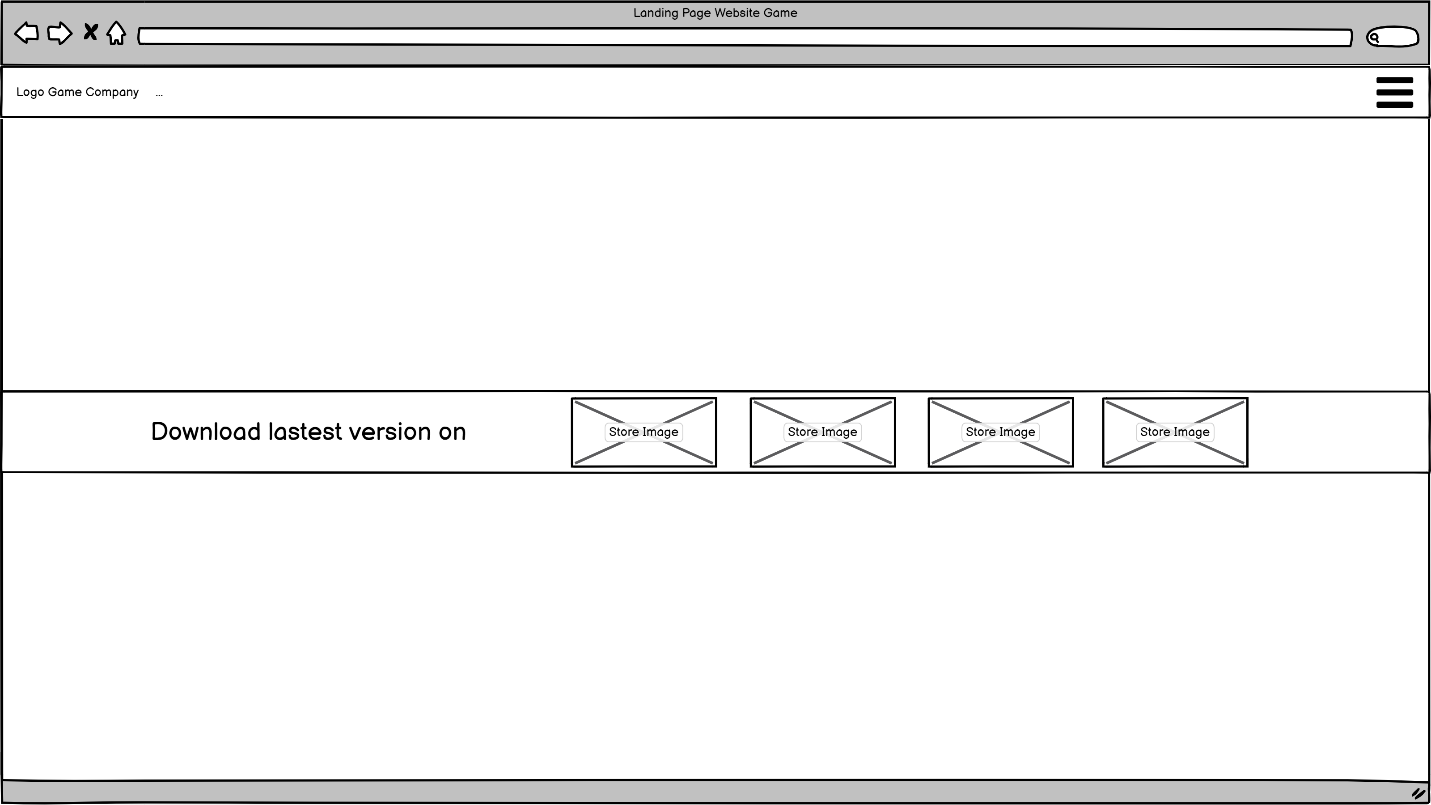 Landing Page Website Game
Logo Game Company ...
Download lastest version on
Store Image Store Image Store Image Store Image